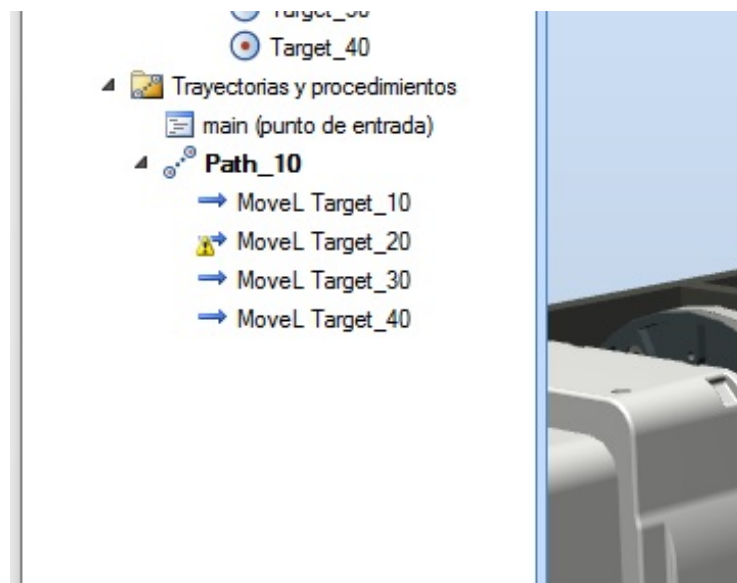 Target_40
Trayectorias y procedimientos
main (punto de entrada)
Path_10
MoveL Target_10
MoveL Target_20
MoveL Target_30
MoveL Target_40